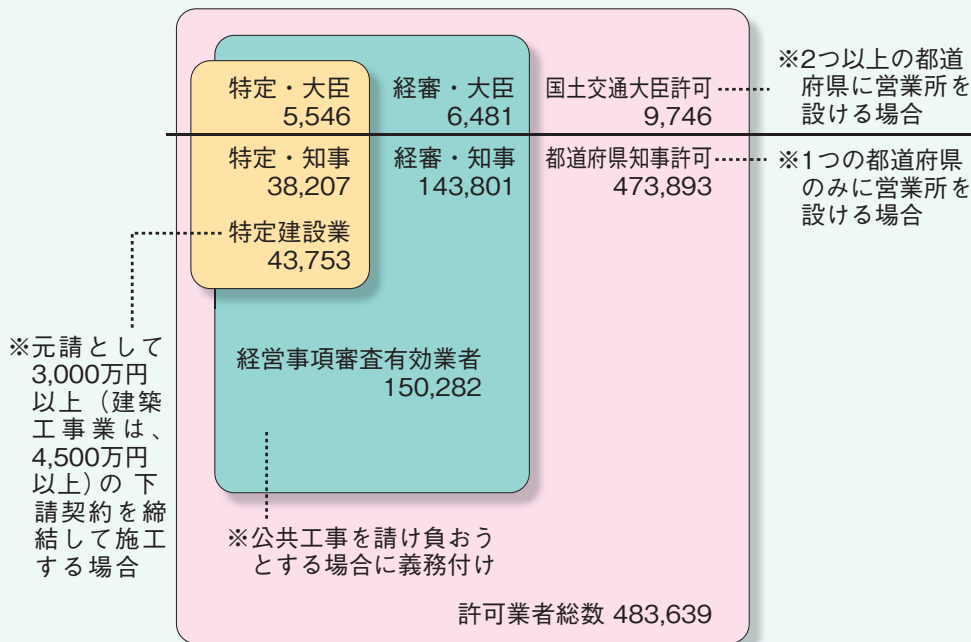 特定・大臣
5,546
経審・大臣
6,481
国土交通大臣許可
9,746
※2つ以上の都道
府県に営業所を
設ける場合
特定・知事
38,207
経審・知事
143,801
都道府県知事許可
473,893
※1つの都道府県
のみに営業所を
設ける場合
特定建設業
43,753
※元請として
3,000万円
以上（建築
工事業は、
4,500万円
以上）の下
請契約を締
結して施工
する場合
経営事項審査有効業者
150,282
※公共工事を請け負おう
とする場合に義務付け
許可業者総数 483,639